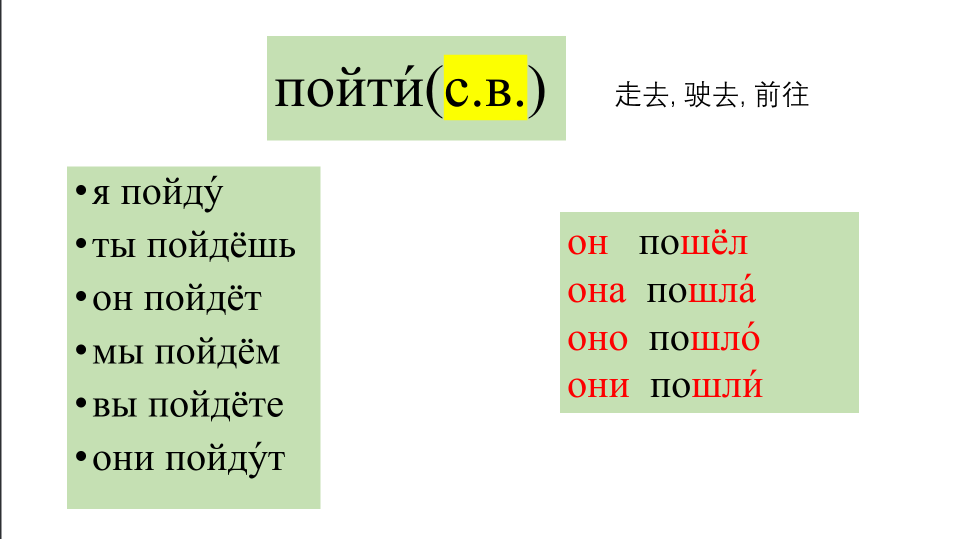 пойти́(с.в.) 走去, 驶去, 前往
•я пойду́
•ты пойдёшь
•он пойдёт
•мы пойдём
•вы пойдёте
•они пойду́т
он пошёл
она пошла́
оно пошло́
они пошли́